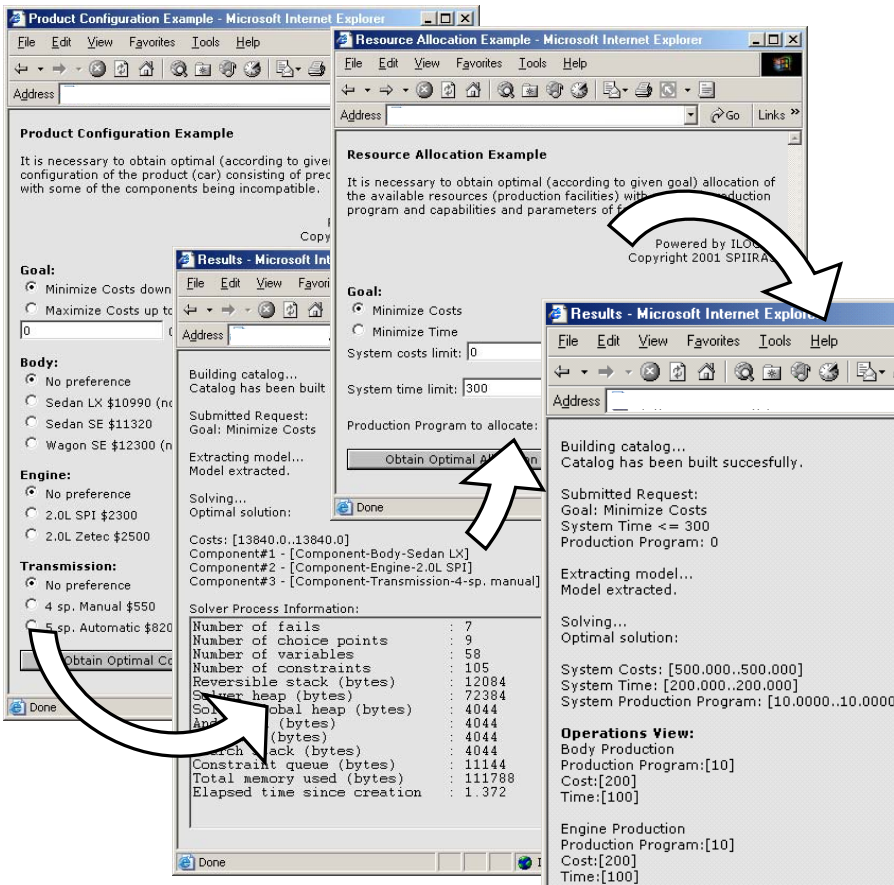 Product Configuration Example - Microsoft Internet Explorer
File Edit View Favorites Tools Help
Address
Product Configuration Example
It is necessary to obtain optimal (according to
configuration of the product (car) consisting of
with some of the components being incompatible.
Goal:
Minimize Costs down
Maximize Costs up
0
Body:
No preference
Sedan LX $10990
Sedan SE $11320
Wagon SE $12300
Engine:
No preference
2.0L SPI $2300
2.0L Zetec $2500
Transmission:
No preference
4 sp. Manual $550
5 sp. Automatic $820
Obtain Optimal
Done
Results - Microsoft
File Edit View
Address
Building catalog...
Catalog has been built
Submitted Request:
Goal: Minimize Costs
Extracting model...
Model extracted.
Solving...
Optimal solution:
Costs: [13840.0..13840.0]
Component#1 - [Component-Body-Sedan LX]
Component#2 - [Component-Engine-2.0L SPI]
Component#3 - [Component-Transmission-4-sp. manual]
Solver Process Information:
Number of fails : 7
Number of choice points : 9
Number of variables : 58
Number of constraints : 105
Reversible stack (bytes) : 12084
Solver heap (bytes) : 72384
heap (bytes) : 4044
(bytes) : 4044
(bytes) : 4044
stack (bytes) : 4044
Constraint queue (bytes) : 11144
Total memory used (bytes) : 111788
Elapsed time since creation : 1.372
Done
Resource Allocation Example - Microsoft Internet Explorer
File Edit View Favorites Tools Help
Address Go Links »
Resource Allocation Example
It is necessary to obtain optimal (according to given goal) allocation of
the available resources (production facilities)
program and capabilities and parameters of
Powered by
Copyright 2001
Goal:
Minimize Costs
Minimize Time
System costs limit: 0
System time limit: 300
Production Program to allocate:
Obtain Optimal
Done
Results - Microsoft Internet
File Edit View Favorites Tools Help
Address
Building catalog...
Catalog has been built succesfully.
Submitted Request:
Goal: Minimize Costs
System Time <= 300
Production Program: 0
Extracting model...
Model extracted.
Solving...
Optimal solution:
System Costs: [500.000..500.000]
System Time: [200.000..200.000]
System Production Program: [10.0000..10.0000
Operations View:
Body Production
Production Program:[10]
Cost:[200]
Time:[100]
Engine Production
Production Program:[10]
Cost:[200]
Time:[100]